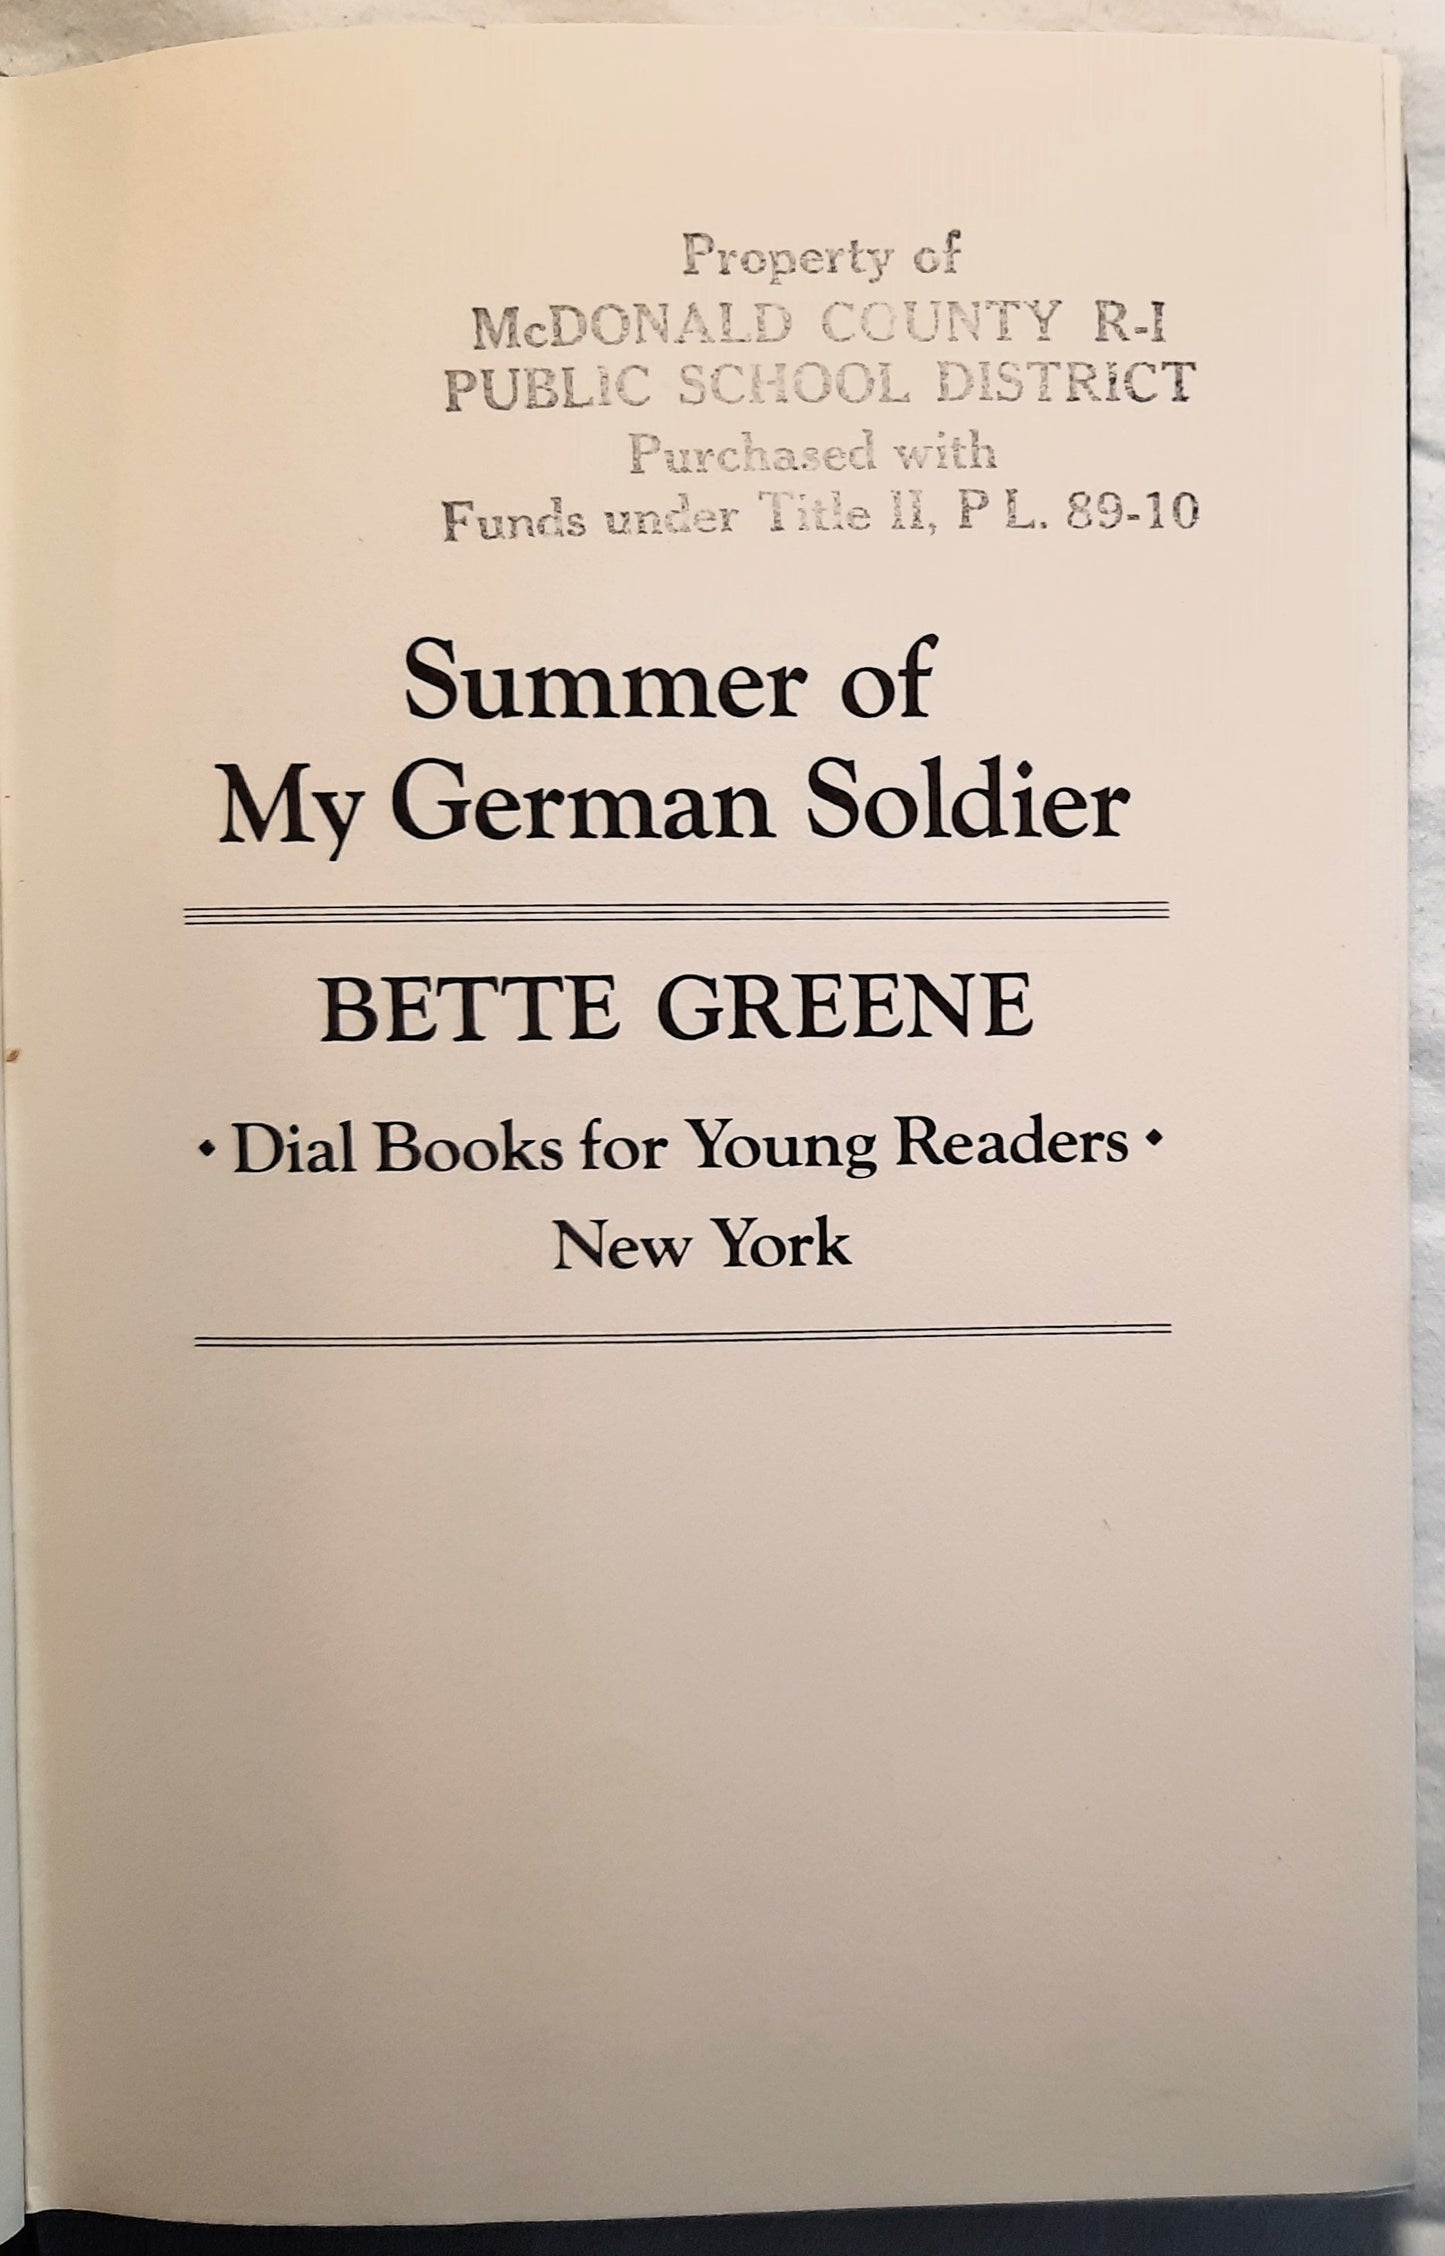 Property of
McDONALD COUNTY R-I
PUBLIC SCHOOL DISTRICT
Purchased with
Funds under Title II, P L. 89-10
Summer of
My German Soldier
BETTE GREENE
• Dial Books for Young Readers •
New York